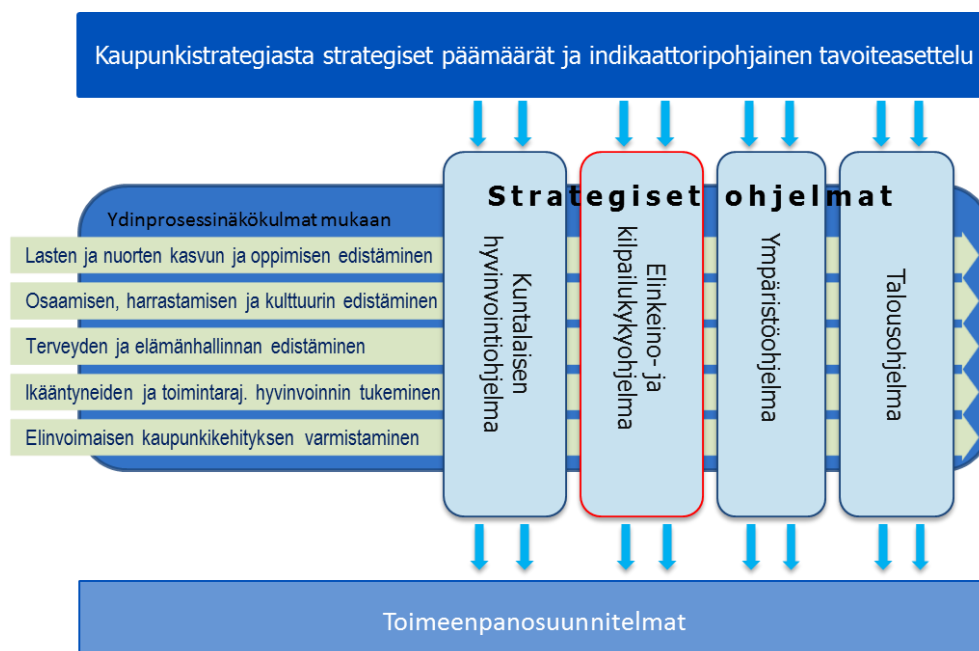 Kaupunkistrategiasta strategiset päämäärät ja indikaattoripohjainen tavoiteasettelu
Strategiset ohjelmat
Ydinprosessinäkökulmat mukaan
Lasten ja nuorten kasvun ja oppimisen edistäminen
Osaamisen, harrastamisen ja kulttuurin edistäminen
Terveyden ja elämänhallinnan edistäminen
Ikääntyneiden ja toimintaraj. hyvinvoinnin tukeminen
Elinvoimaisen kaupunkikehityksen varmistaminen
Kuntalaisen
hyvinvointiohjelma
Elinkeino- ja
kilpailukykyohjelma
Ympäristöohjelma
Talousohjelma
Toimeenpanosuunnitelmat